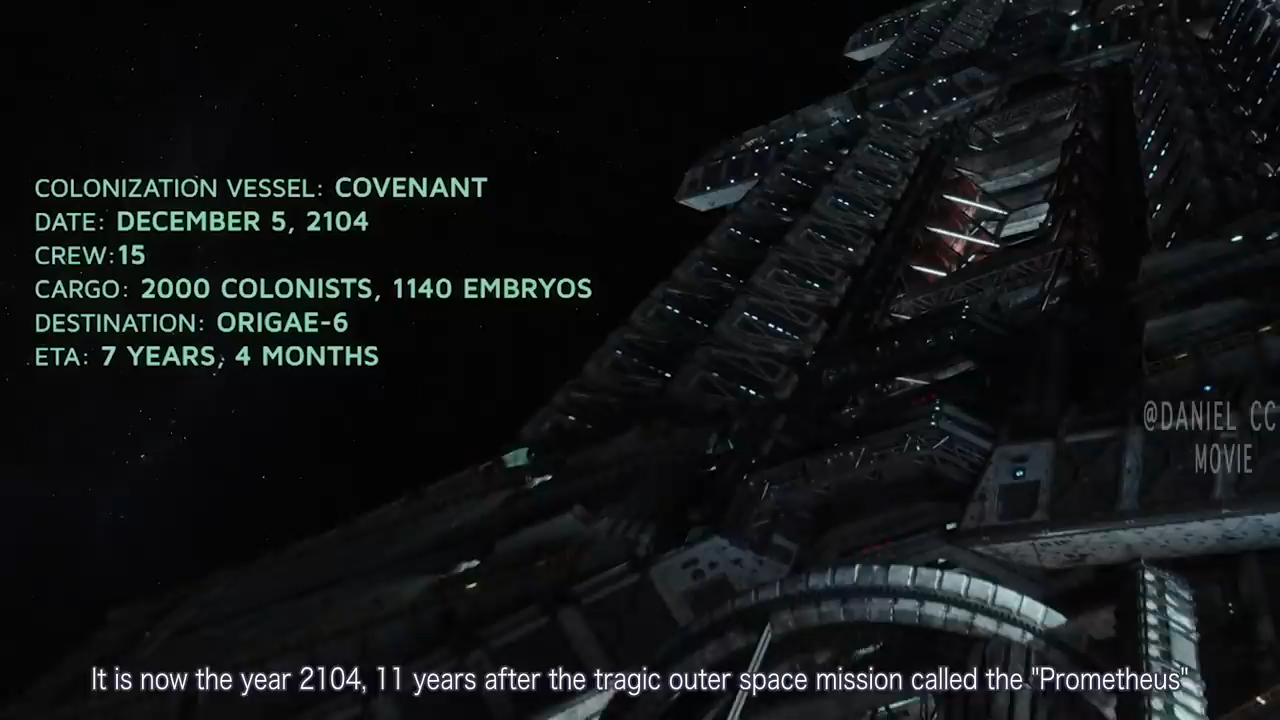 COLONIZATION VESSEL: COVENANT
DATE: DECEMBER 5, 2104
CREW:15
CARGO: 2000 COLONISTS, 1140 EMBRYOS
DESTINATION: ORIGAE-6
ETA: 7 YEARS, 4 MONTHS
@DANIEL CC
MOVIE
It is now the year 2104, 11 years after the tragic outer space mission called the "Prometheus"